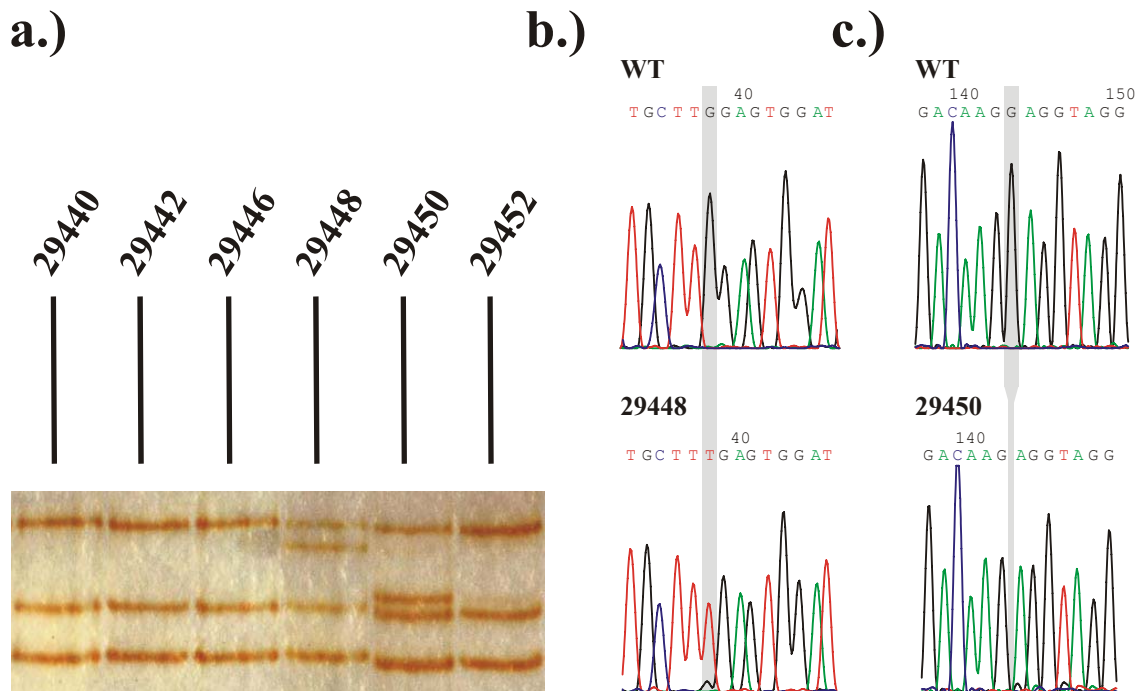 a.)
29440
29442
29446
29448
29450
29452
b.)
WT
40
TGCTTGGAGTGGAT
29448
40
TGCTTTGAGTGGAT
c.)
WT
140 150
GACAAGGAGGTAGG
29450
140
GACAAGAGGTAGG